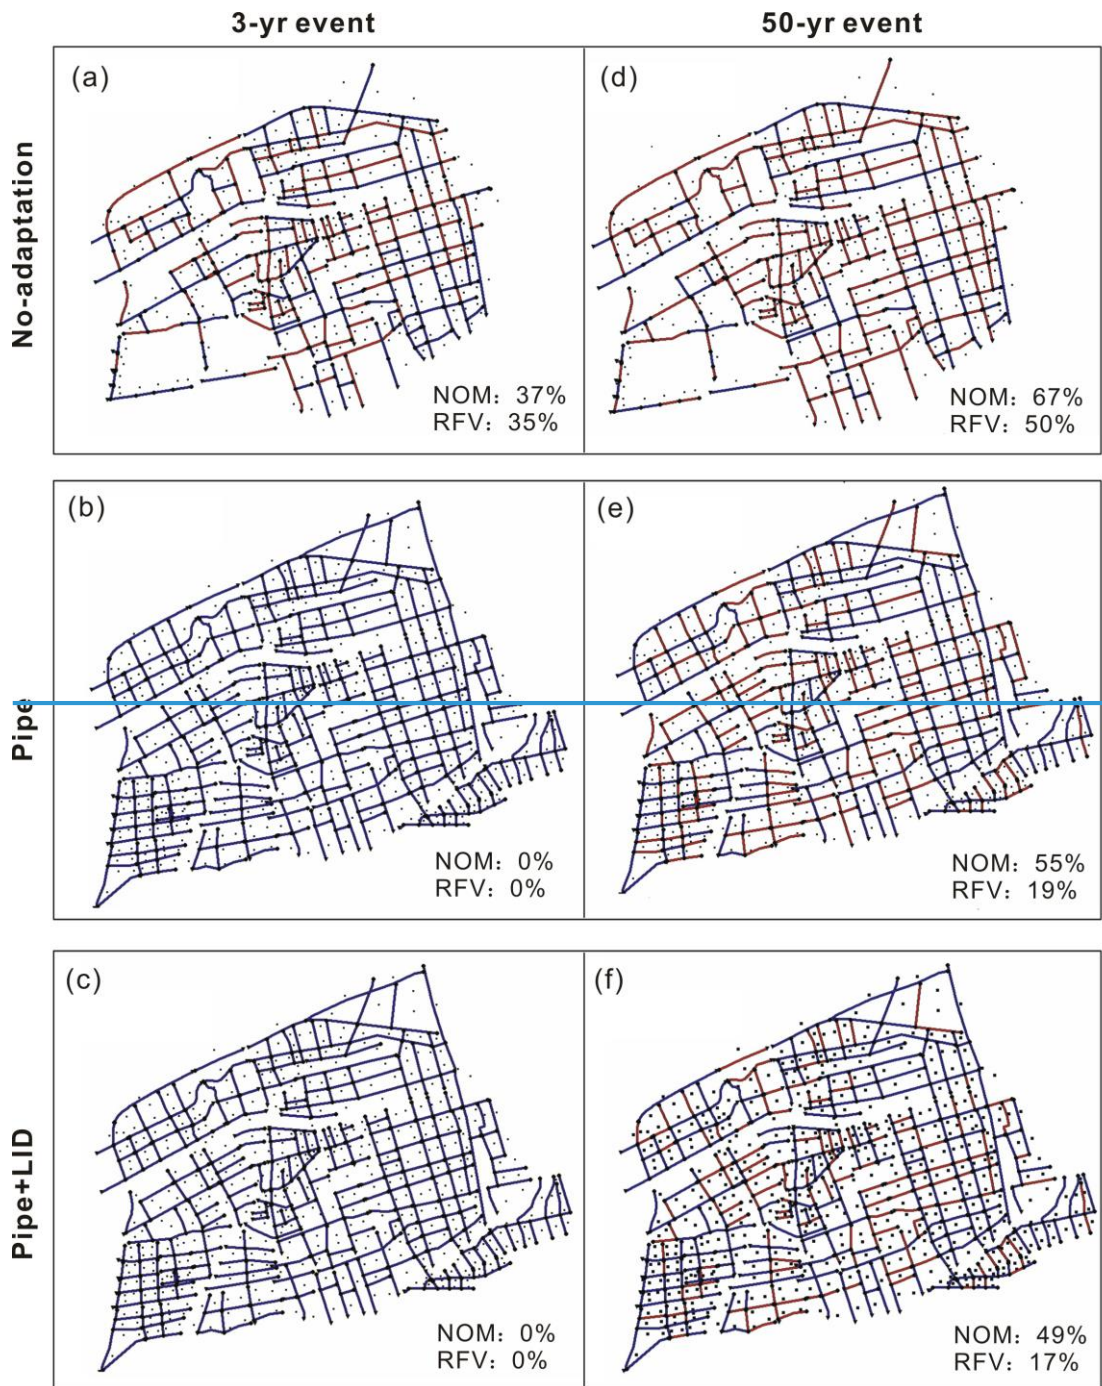 3-yr event
50-yr event
No-adaptation
(a)
NOM: 37%
RFV: 35%
(d)
NOM: 67%
RFV: 50%
Pipe
(b)
NOM: 0%
RFV: 0%
(e)
NOM: 55%
RFV: 19%
Pipe+LID
(c)
NOM: 0%
RFV: 0%
(f)
NOM: 49%
RFV: 17%